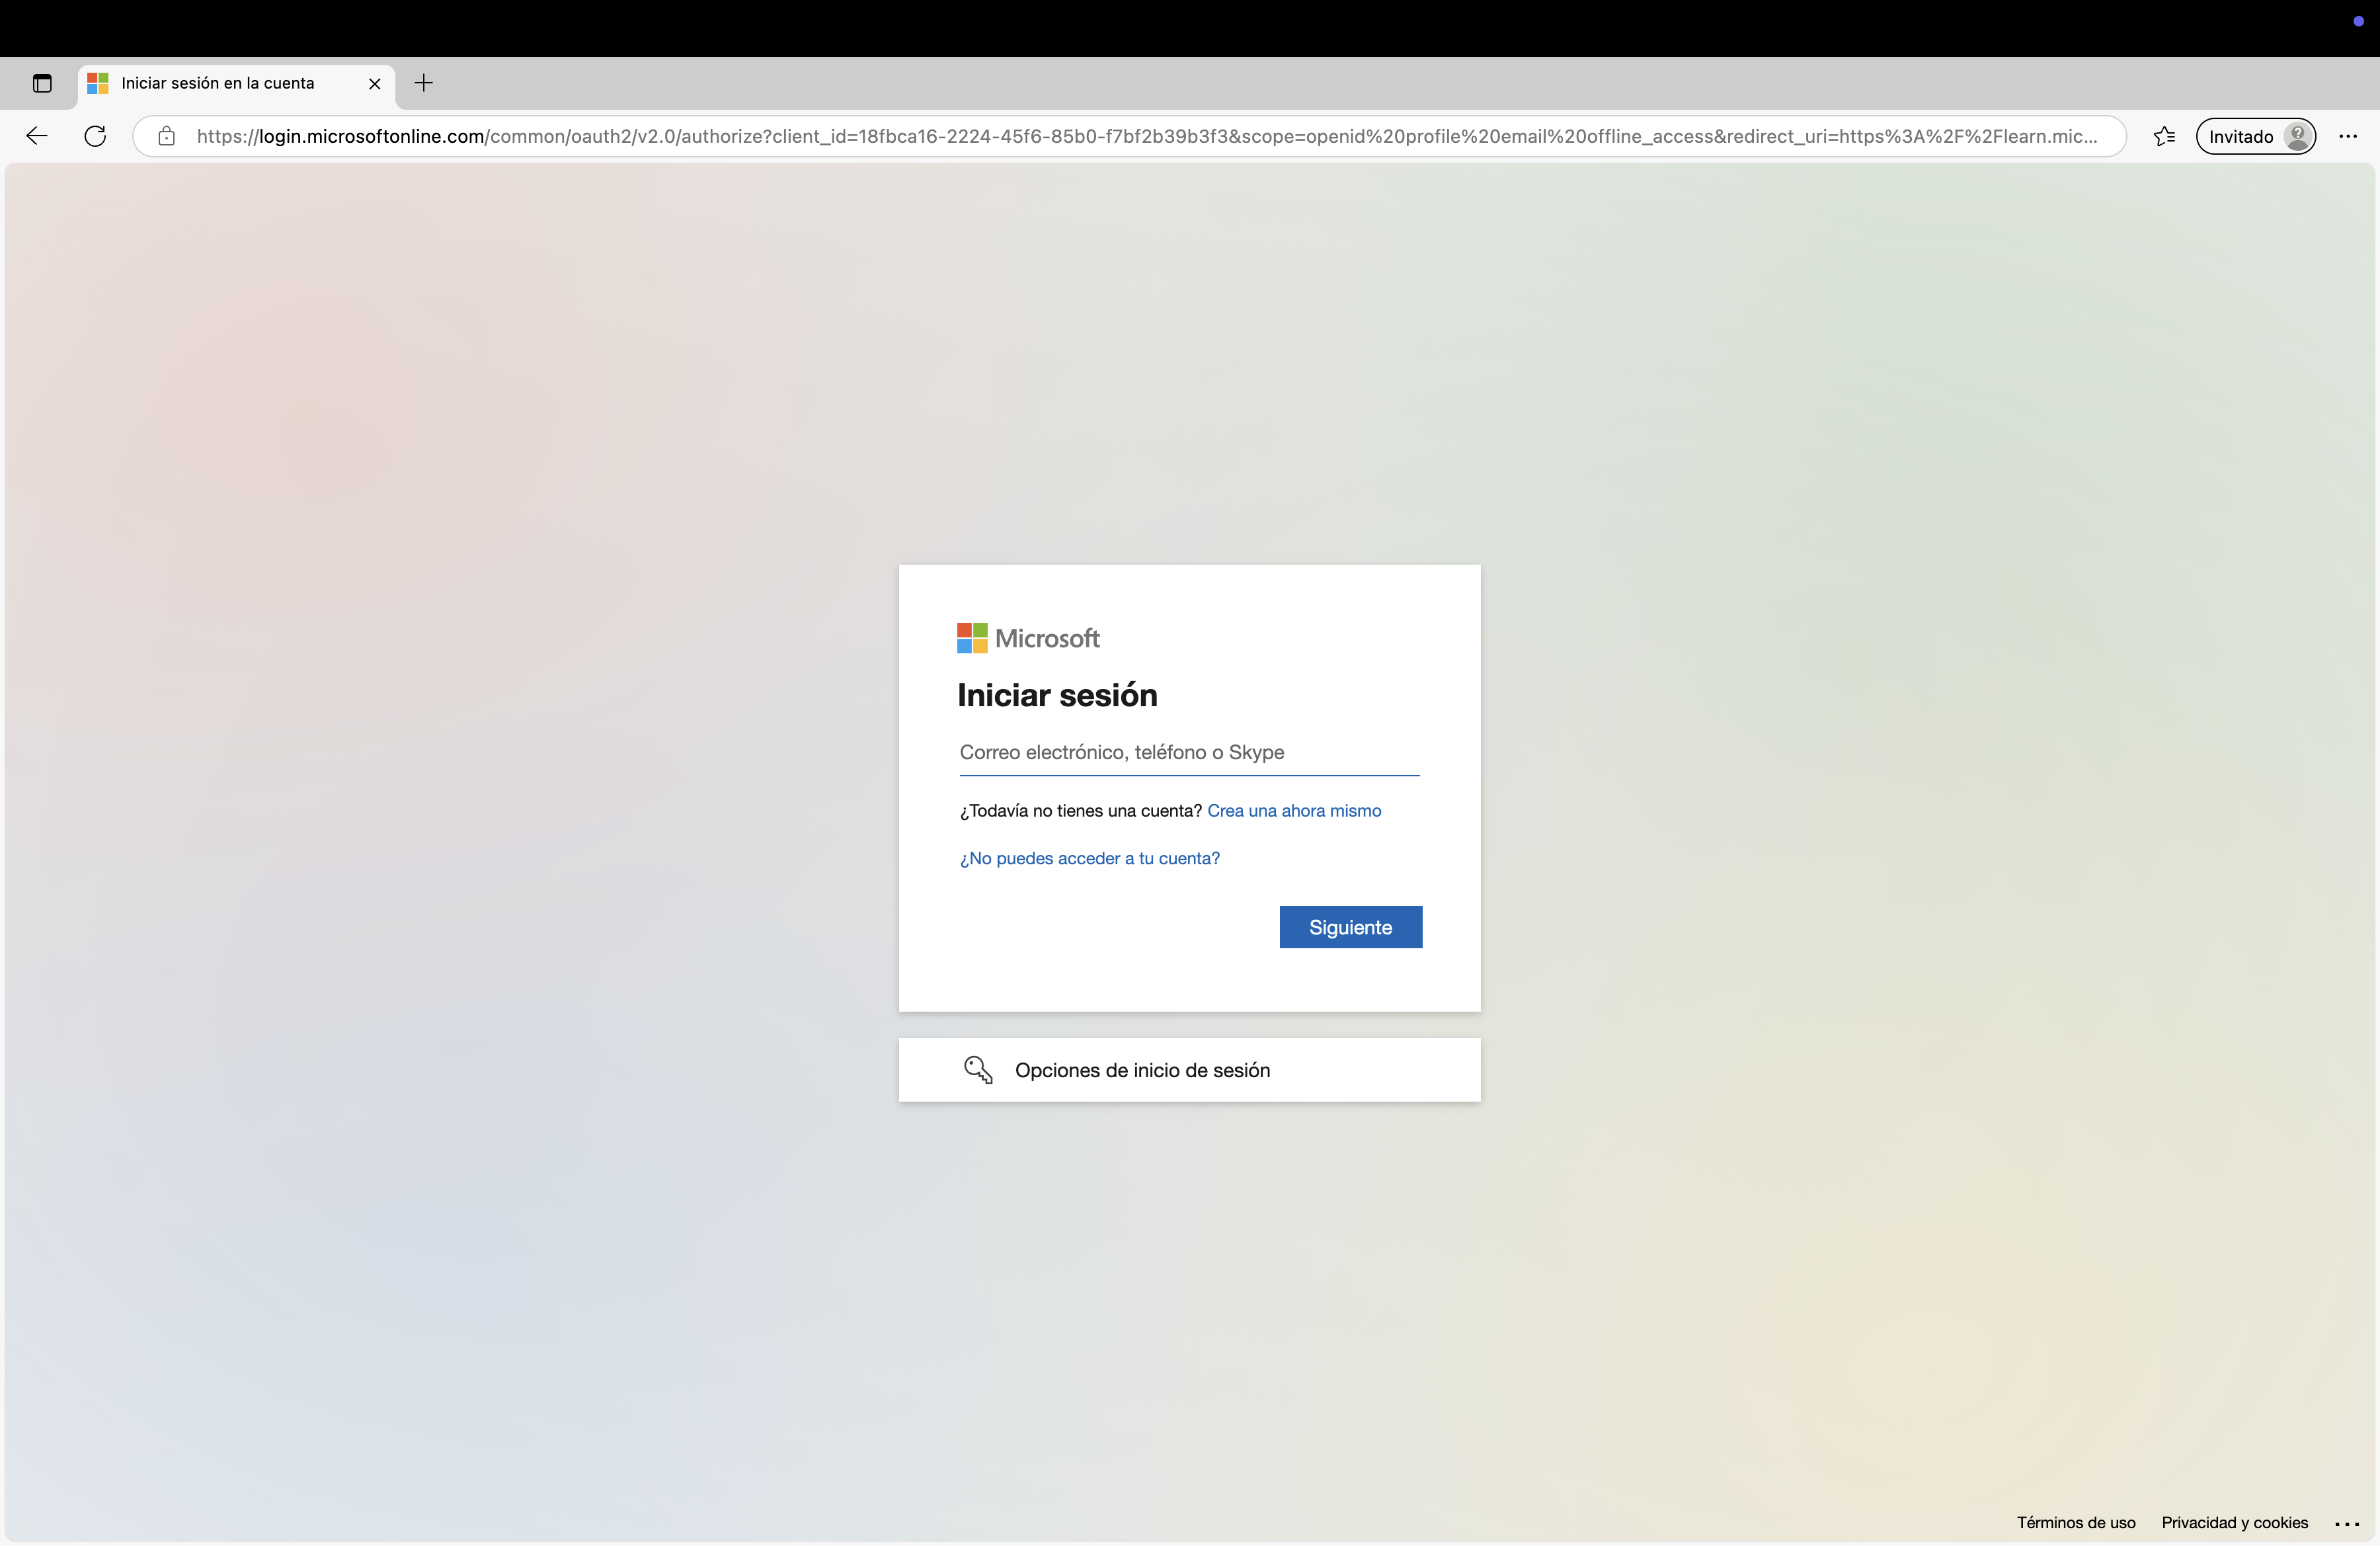 Iniciar sesión en la cuenta
https://login.microsoftonline.com/common/oauth2/v2.0/authorize?client_id=18fbca16-2224-45f6-85b0-f7bf2b39b3f3&scope=openid%20profile%20email%20offline_access&redirect_uri=https%3A%2F%2Flearn.mic...
Invitado
Microsoft
Iniciar sesión
Correo electrónico, teléfono o Skype
¿Todavía no tienes una cuenta? Crea una ahora mismo
¿No puedes acceder a tu cuenta?
Siguiente
Opciones de inicio de sesión
Términos de uso Privacidad y cookies